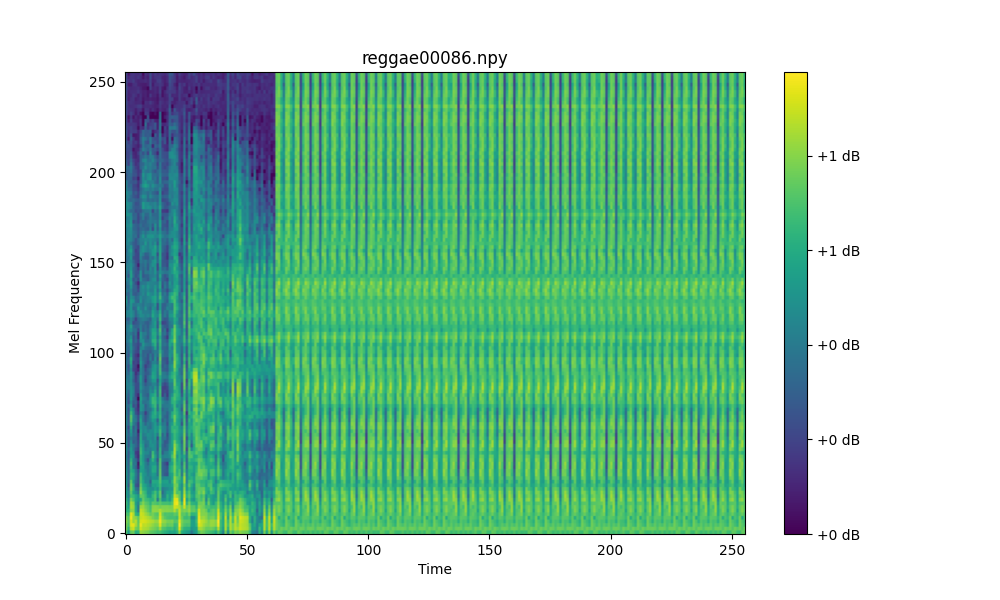 reggae00086.npy
250
200
150
100
50
0
Mel Frequency
0 50 100 150 200 250
Time
+1 dB
+1 dB
+0 dB
+0 dB
+0 dB